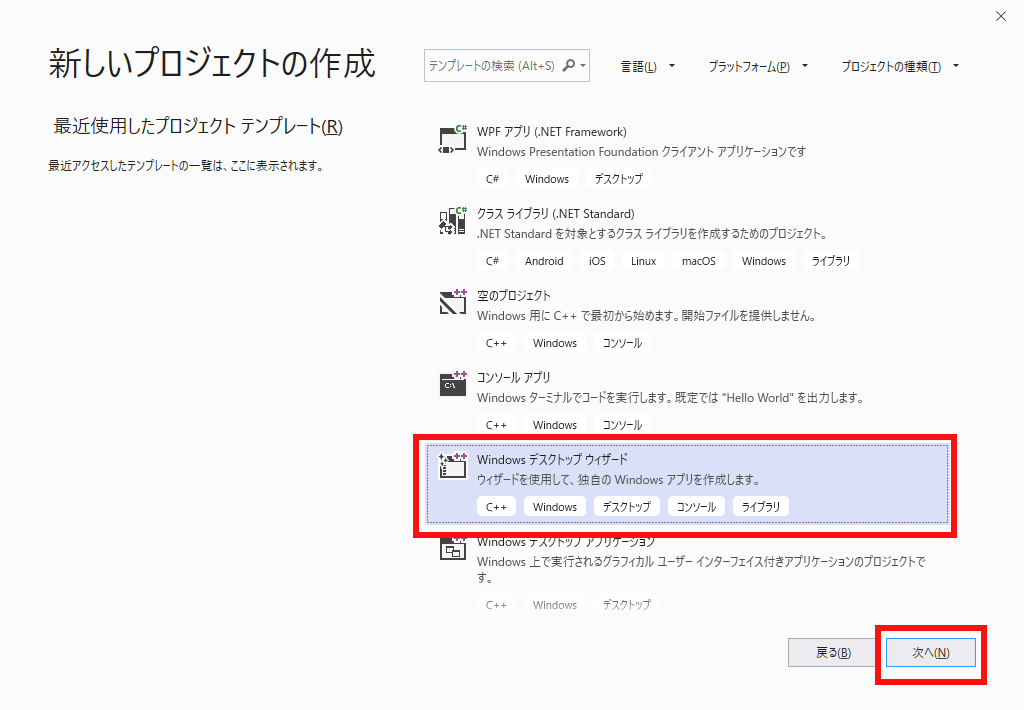 新しいプロジェクトの作成
テンプレートの検索 (Alt+S)
言語(L)
プラットフォーム(P)
プロジェクトの種類(T)
最近使用したプロジェクト テンプレート(R)
最近アクセスしたテンプレートの一覧は、ここに表示されます。
WPF アプリ (.NET Framework)
Windows Presentation Foundation クライアント アプリケーションです
C# Windows デスクトップ
クラス ライブラリ (.NET Standard)
.NET Standard を対象とするクラス ライブラリを作成するためのプロジェクト。
C# Android iOS Linux macOS Windows ライブラリ
空のプロジェクト
Windows 用に C++ で最初から始めます。開始ファイルを提供しません。
C++ Windows コンソール
コンソール アプリ
Windows ターミナルでコードを実行します。既定では "Hello World" を出力します。
C++ Windows コンソール
Windows デスクトップ ウィザード
ウィザードを使用して、独自の Windows アプリを作成します。
C++ Windows デスクトップ コンソール ライブラリ
Windows デスクトップ アプリケーション
Windows 上で実行されるグラフィカル ユーザー インターフェイス付きアプリケーションのプロジェクトで
す。
C++ Windows デスクトップ
戻る(B)
次へ(N)